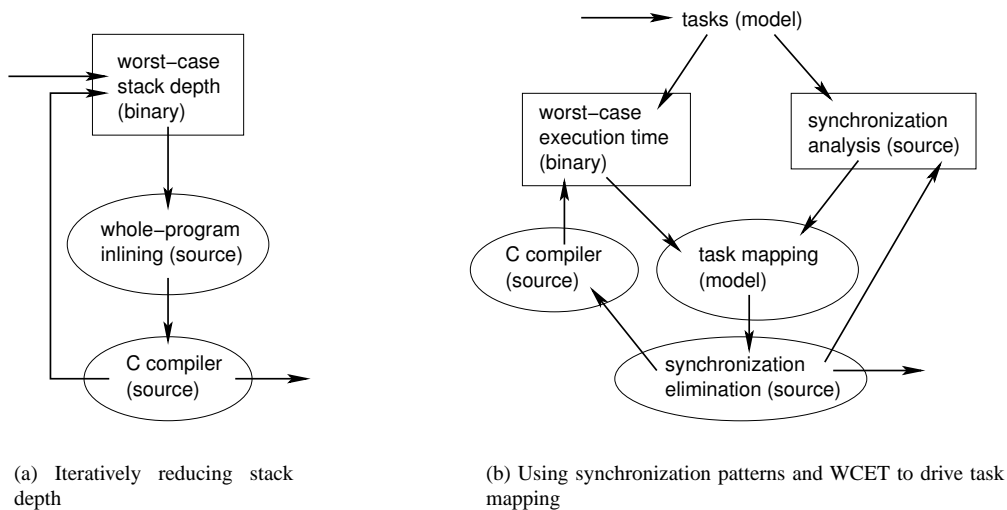 worst−case
stack depth
(binary)
whole−program
inlining (source)
C compiler
(source)
(a) Iteratively reducing stack
depth
tasks (model)
worst−case
execution time
(binary)
synchronization
analysis (source)
C compiler
(source)
task mapping
(model)
synchronization
elimination (source)
(b) Using synchronization patterns and WCET to drive task
mapping